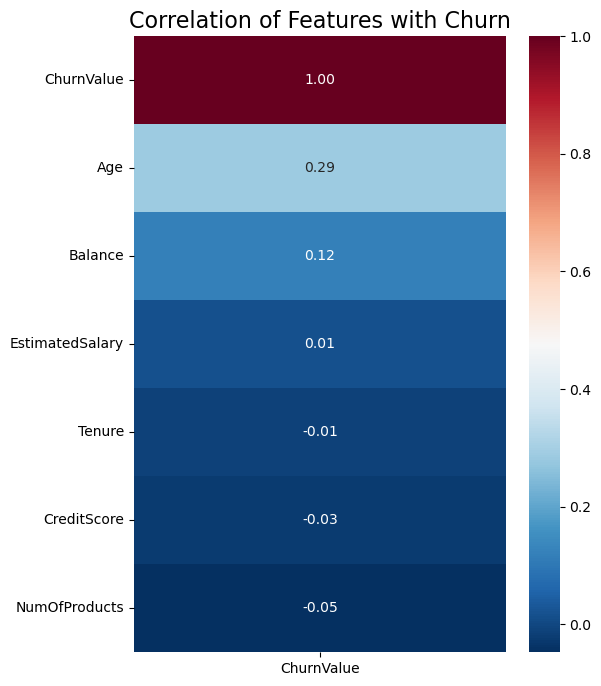 Correlation of Features with Churn
ChurnValue
1.00
Age
0.29
Balance
0.12
EstimatedSalary
0.01
Tenure
-0.01
CreditScore
-0.03
NumOfProducts
-0.05
ChurnValue
1.0
0.8
0.6
0.4
0.2
0.0